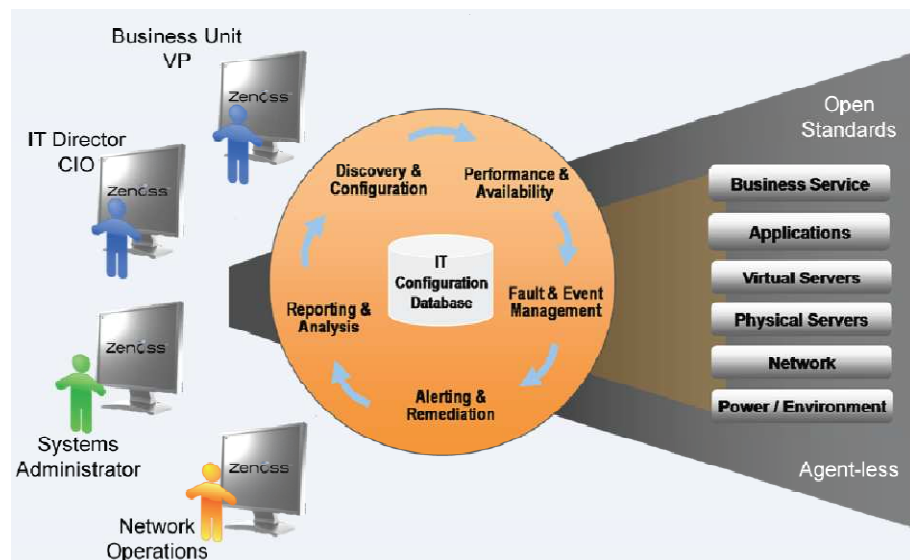 Business Unit
VP
Zenoss
IT Director
CIO
Zenoss
Zenoss
Systems
Administrator
Zenoss
Network
Operations
Discovery &
Configuration
Performance &
Availability
IT
Configuration
Database
Reporting &
Analysis
Fault & Event
Management
Alerting &
Remediation
Open
Standards
Business Service
Applications
Virtual Servers
Physical Servers
Network
Power / Environment
Agent-less